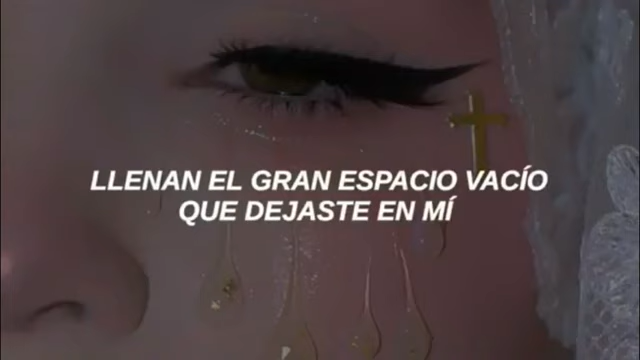 LLENAN EL GRAN ESPACIO VACÍO
QUE DEJASTE EN MÍ